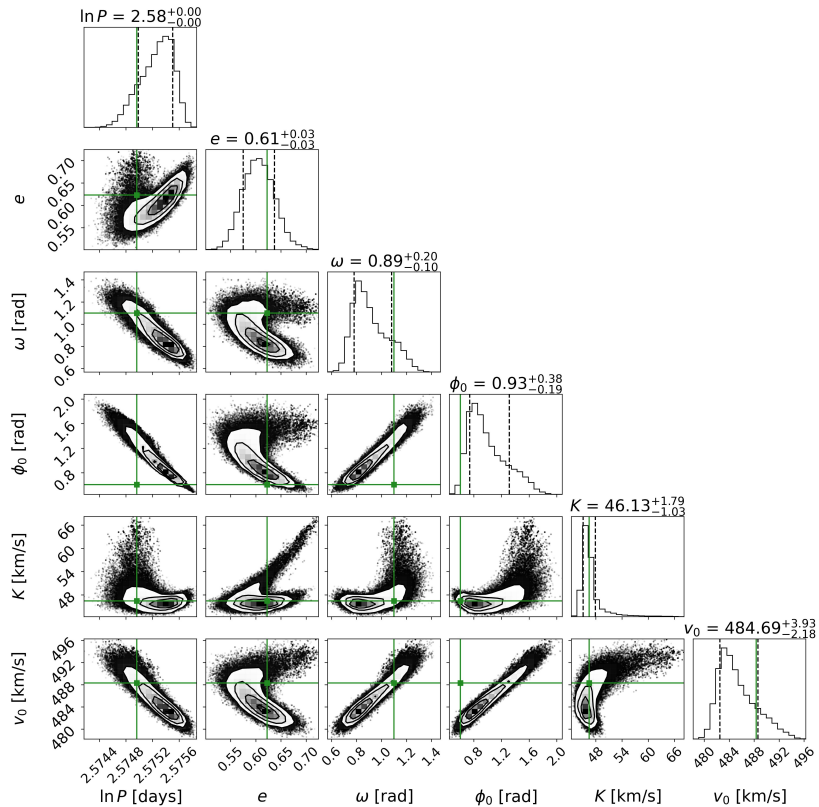 ln P = 2.58+0.00 −0.00
e = 0.61+0.03 −0.03
0.70
0.65
0.60
0.55
e
ω = 0.89+0.20 −0.10
1.4
1.2
1.0
0.8
0.6
ω [rad]
ϕ0 = 0.93+0.38 −0.19
2.0
1.6
1.2
0.8
ϕ0 [rad]
K = 46.13+1.79 −1.03
66
60
54
48
K [km/s]
v0 = 484.69+3.93 −2.18
496
492
488
484
480
v0 [km/s]
2.5744 2.5748 2.5752 2.5756 0.55 0.60 0.65 0.70 0.6 0.8 1.0 1.2 1.4 0.8 1.2 1.6 2.0 48 54 60 66 480 484 488 492 496
ln P [days] e ω [rad] ϕ0 [rad] K [km/s] v0 [km/s]